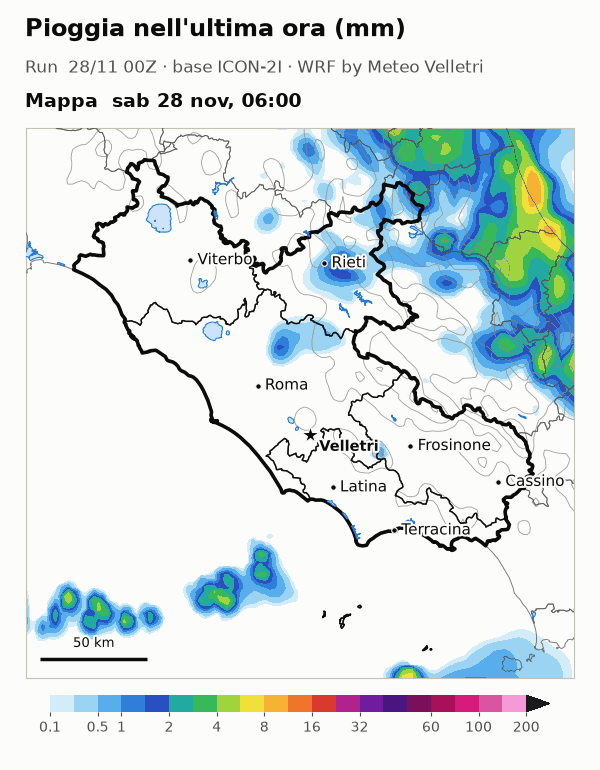 Pioggia nell'ultima ora (mm)
Run  28/11 00Z · base ICON-2I · WRF by Meteo Velletri
Mappa  sab 28 nov, 06:00
Viterbo
Rieti
Roma
Velletri
Frosinone
Latina
Cassino
Terracina
50 km
0.1 0.5 1 2 4 8 16 32 60 100 200